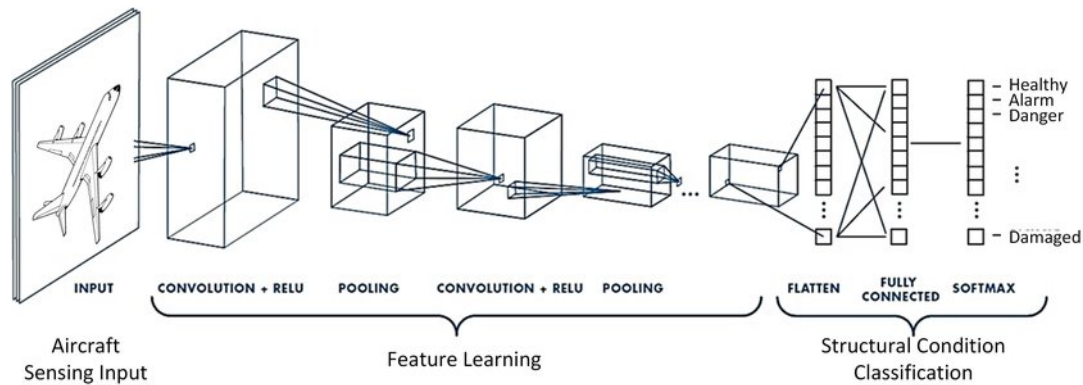 Healthy
Alarm
Danger
Damaged
INPUT
CONVOLUTION + RELU
POOLING
CONVOLUTION + RELU
POOLING
FLATTEN
FULLY
CONNECTED
SOFTMAX
Aircraft
Sensing Input
Feature Learning
Structural Condition
Classification